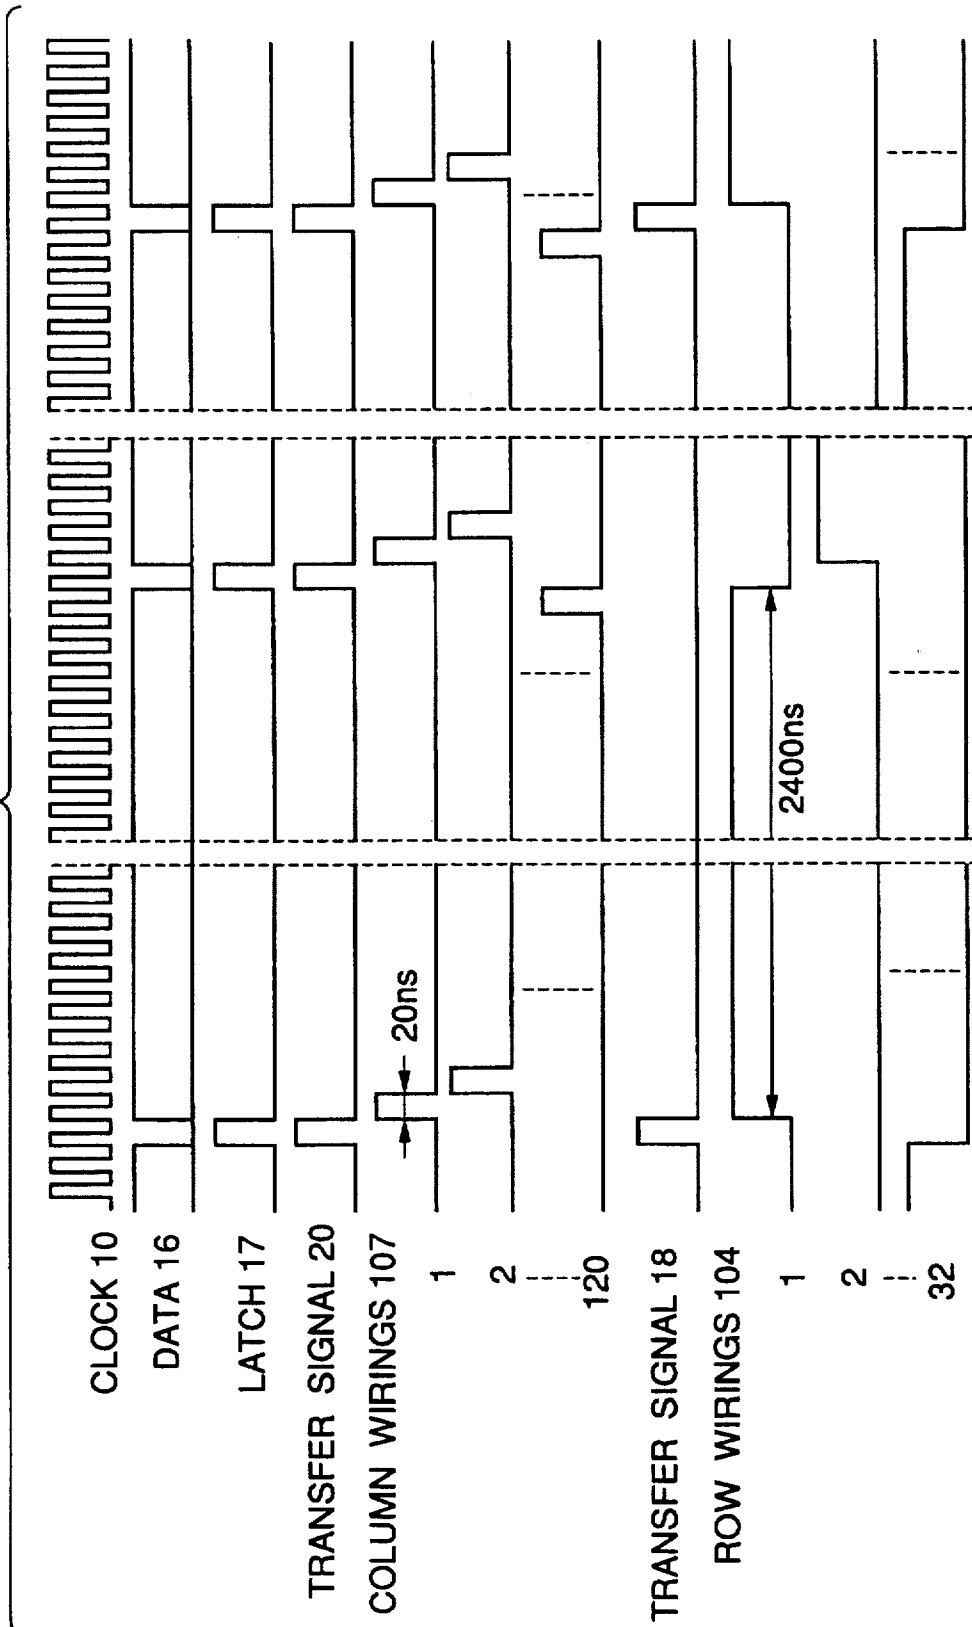 CLOCK 10
DATA 16
LATCH 17
TRANSFER SIGNAL 20
COLUMN WIRINGS 107
1
20ns
2
120
TRANSFER SIGNAL 18
ROW WIRINGS 104
1
2400ns
2
32